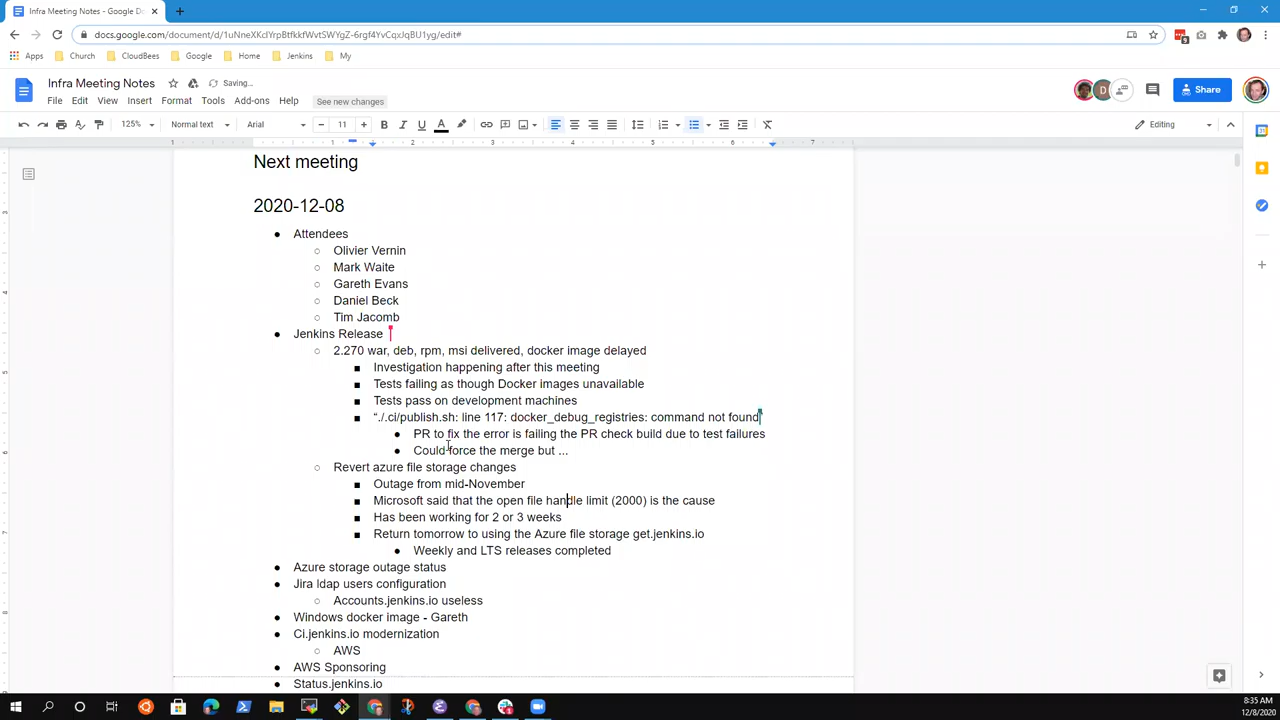 Infra Meeting Notes - Google Do
docs.google.com/document/d/1uNneXKclYrpBtfkkfWvtSWYgZ-6rgf4YvCqxJqBU1yg/edit#
Apps Church CloudBees Google Home Jenkins My
Infra Meeting Notes Saving...
File Edit View Insert Format Tools Add-ons Help See new changes
D Share
125% Normal text Arial 11 Editing
Next meeting
2020-12-08
Attendees
Olivier Vernin
Mark Waite
Gareth Evans
Daniel Beck
Tim Jacomb
Jenkins Release
2.270 war, deb, rpm, msi delivered, docker image delayed
Investigation happening after this meeting
Tests failing as though Docker images unavailable
Tests pass on development machines
“./.ci/publish.sh: line 117: docker_debug_registries: command not found”
PR to fix the error is failing the PR check build due to test failures
Could force the merge but ...
Revert azure file storage changes
Outage from mid-November
Microsoft said that the open file handle limit (2000) is the cause
Has been working for 2 or 3 weeks
Return tomorrow to using the Azure file storage get.jenkins.io
Weekly and LTS releases completed
Azure storage outage status
Jira ldap users configuration
Accounts.jenkins.io useless
Windows docker image - Gareth
Ci.jenkins.io modernization
AWS
AWS Sponsoring
Status.jenkins.io
8:35 AM
12/8/2020